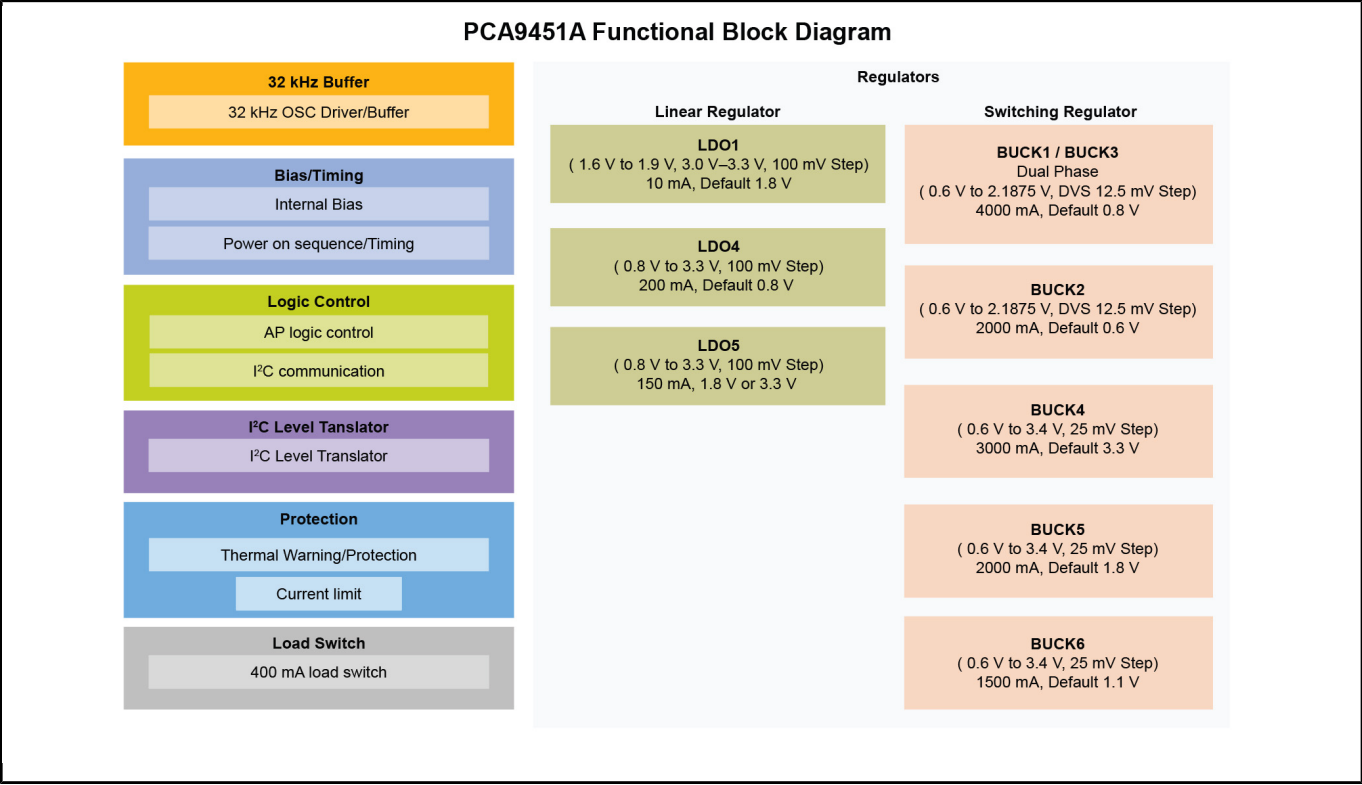 PCA9451A Functional Block Diagram
32 kHz Buffer
32 kHz OSC Driver/Buffer
Bias/Timing
Internal Bias
Power on sequence/Timing
Logic Control
AP logic control
I²C communication
I²C Level Tanslator
I²C Level Translator
Protection
Thermal Warning/Protection
Current limit
Load Switch
400 mA load switch
Regulators
Linear Regulator
LDO1
( 1.6 V to 1.9 V, 3.0 V–3.3 V, 100 mV Step)
10 mA, Default 1.8 V
LDO4
( 0.8 V to 3.3 V, 100 mV Step)
200 mA, Default 0.8 V
LDO5
( 0.8 V to 3.3 V, 100 mV Step)
150 mA, 1.8 V or 3.3 V
Switching Regulator
BUCK1 / BUCK3
Dual Phase
( 0.6 V to 2.1875 V, DVS 12.5 mV Step)
4000 mA, Default 0.8 V
BUCK2
( 0.6 V to 2.1875 V, DVS 12.5 mV Step)
2000 mA, Default 0.6 V
BUCK4
( 0.6 V to 3.4 V, 25 mV Step)
3000 mA, Default 3.3 V
BUCK5
( 0.6 V to 3.4 V, 25 mV Step)
2000 mA, Default 1.8 V
BUCK6
( 0.6 V to 3.4 V, 25 mV Step)
1500 mA, Default 1.1 V